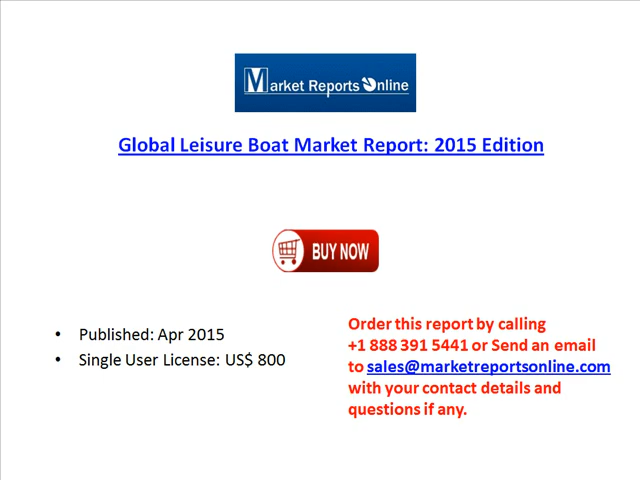 Market Reports Online
Global Leisure Boat Market Report: 2015 Edition
BUY NOW
• Published: Apr 2015
• Single User License: US$ 800
Order this report by calling
+1 888 391 5441 or Send an email
to sales@marketreportsonline.com
with your contact details and
questions if any.